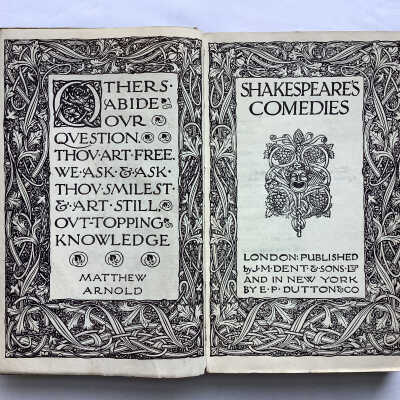 OTHERS·
ABIDE
OVR
QVESTION.
THOV·ART·FREE.
WE·ASK·&·ASK·
THOV·SMILEST·
&·ART·STILL,
OVT-TOPPING·
KNOWLEDGE
MATTHEW
ARNOLD
SHAKESPEARE'S
COMEDIES
LONDON: PUBLISHED
by J·M·DENT·&·SONS·LTD
AND IN NEW YORK
BY E·P·DUTTON&CO